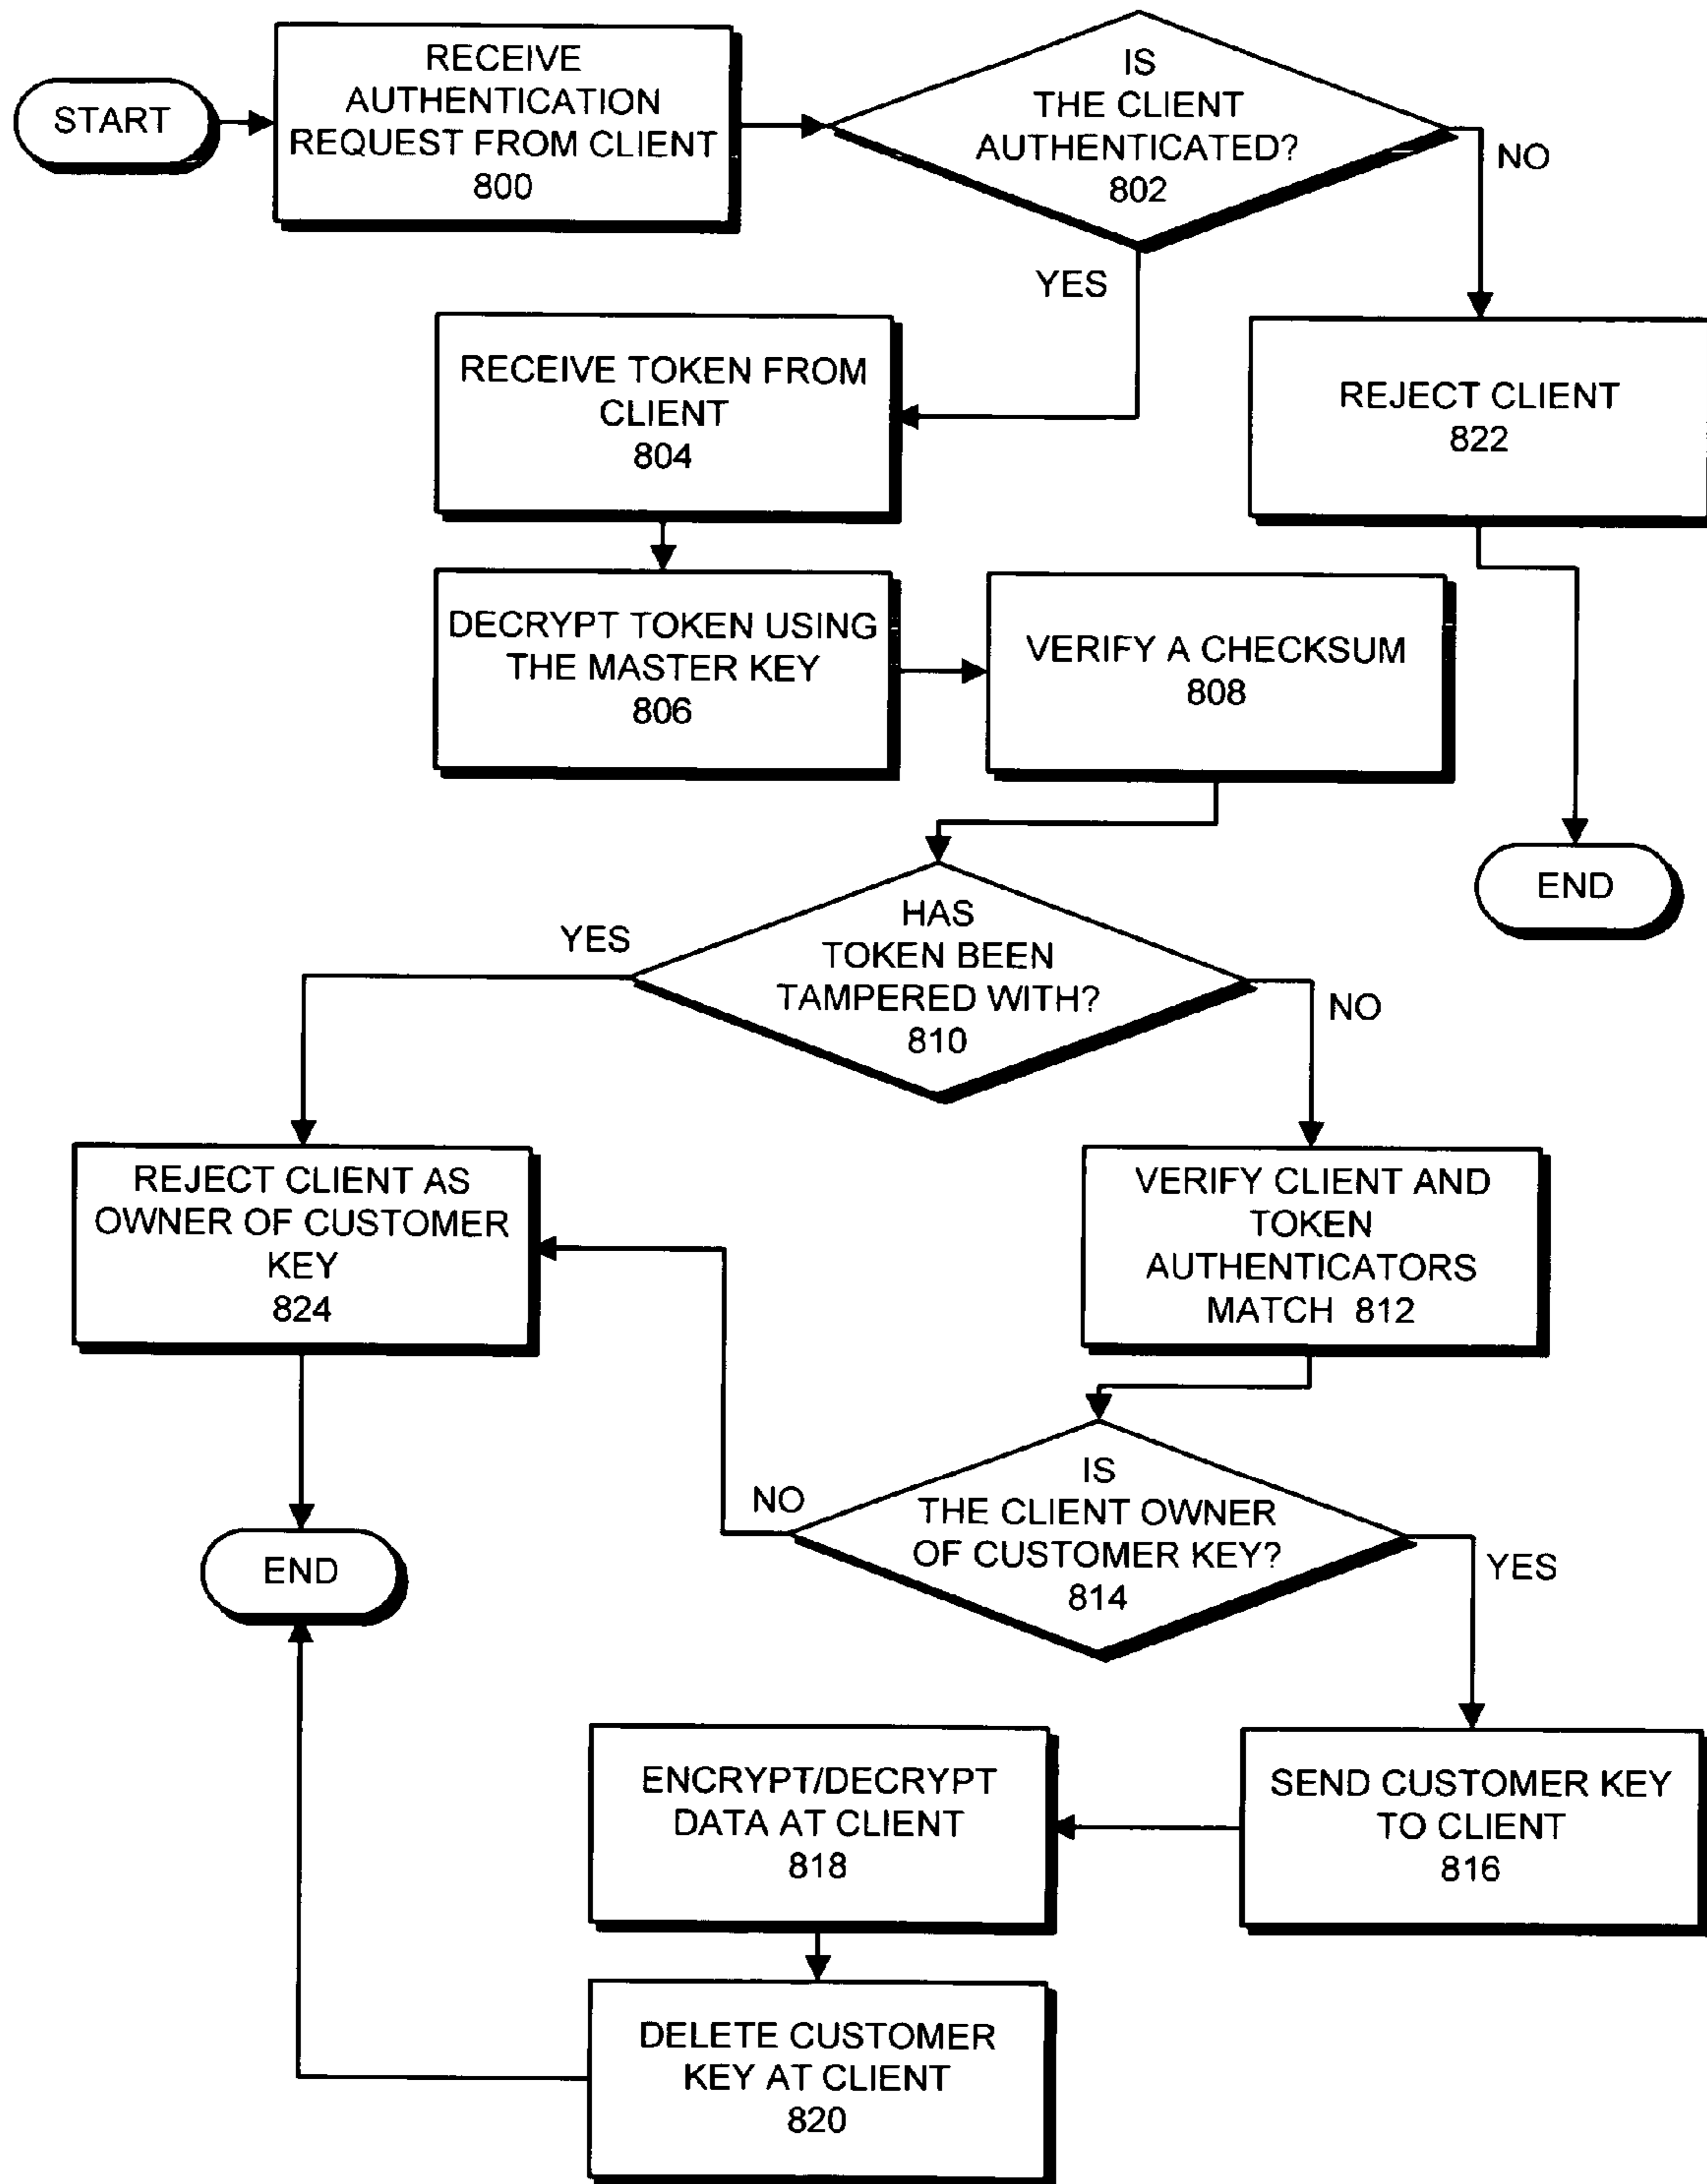 START
RECEIVE
AUTHENTICATION
REQUEST FROM CLIENT
800
IS
THE CLIENT
AUTHENTICATED?
802
NO
YES
RECEIVE TOKEN FROM
CLIENT
804
REJECT CLIENT
822
DECRYPT TOKEN USING
THE MASTER KEY
806
VERIFY A CHECKSUM
808
END
HAS
TOKEN BEEN
TAMPERED WITH?
810
YES
NO
REJECT CLIENT AS
OWNER OF CUSTOMER
KEY
824
VERIFY CLIENT AND
TOKEN
AUTHENTICATORS
MATCH 812
IS
THE CLIENT OWNER
OF CUSTOMER KEY?
814
NO
YES
END
ENCRYPT/DECRYPT
DATA AT CLIENT
818
SEND CUSTOMER KEY
TO CLIENT
816
DELETE CUSTOMER
KEY AT CLIENT
820